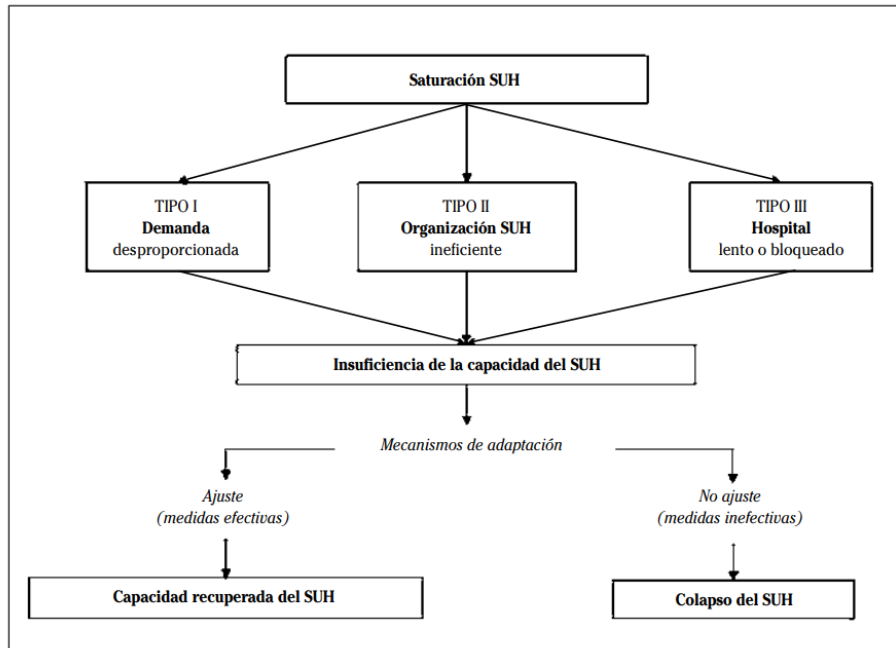 Saturación SUH
TIPO I
Demanda
desproporcionada
TIPO II
Organización SUH
ineficiente
TIPO III
Hospital
lento o bloqueado
Insuficiencia de la capacidad del SUH
Mecanismos de adaptación
Ajuste
(medidas efectivas)
No ajuste
(medidas inefectivas)
Capacidad recuperada del SUH
Colapso del SUH